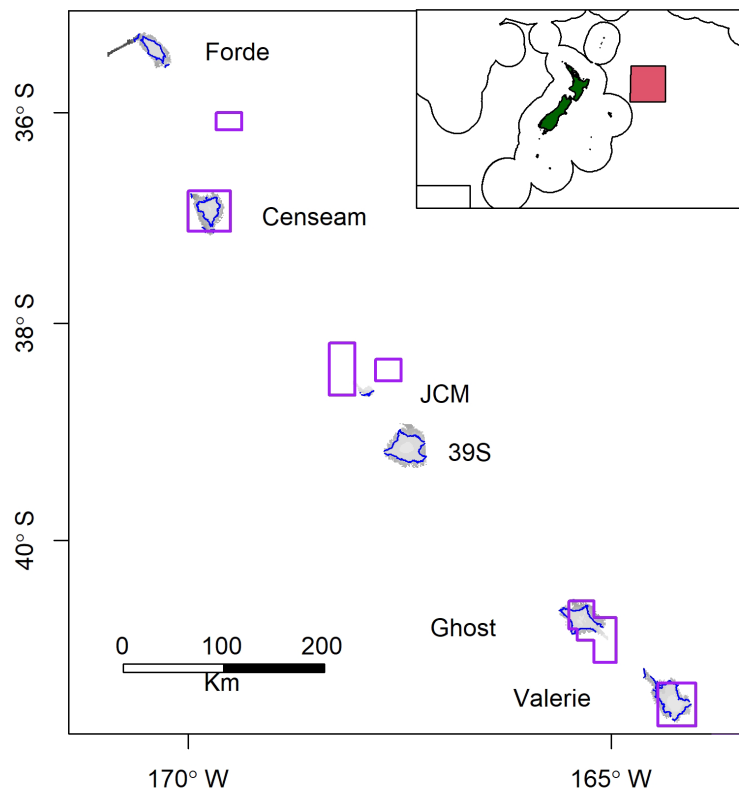 Forde
36° S
Censeam
38° S
JCM
39S
40° S
Ghost
0 100 200
Km
Valerie
170° W 165° W